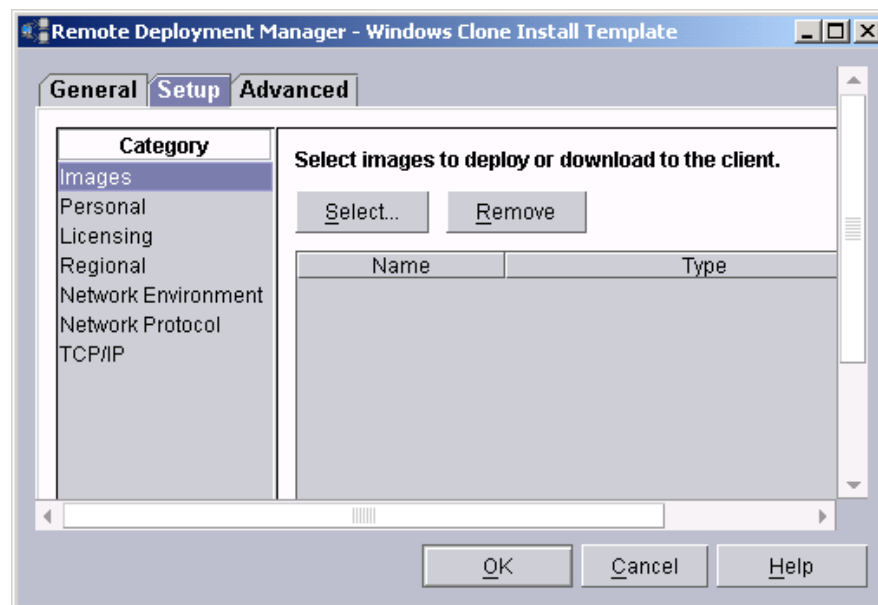 Remote Deployment Manager - Windows Clone Install Template
General Setup Advanced
Category
Images
Personal
Licensing
Regional
Network Environment
Network Protocol
TCP/IP
Select images to deploy or download to the client.
Select... Remove
Name Type
OK Cancel Help